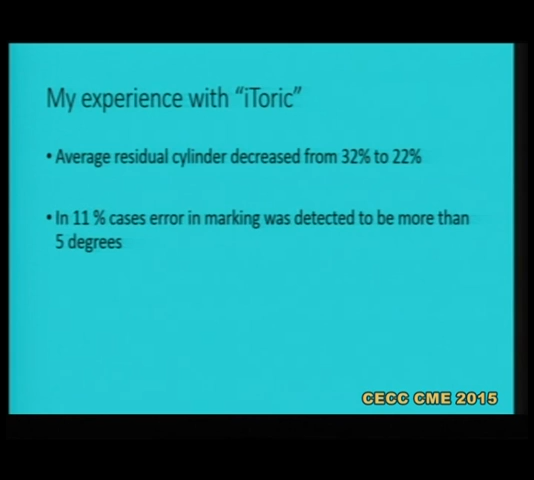 My experience with “iToric”
• Average residual cylinder decreased from 32% to 22%
• In 11 % cases error in marking was detected to be more than
5 degrees
CECC CME 2015